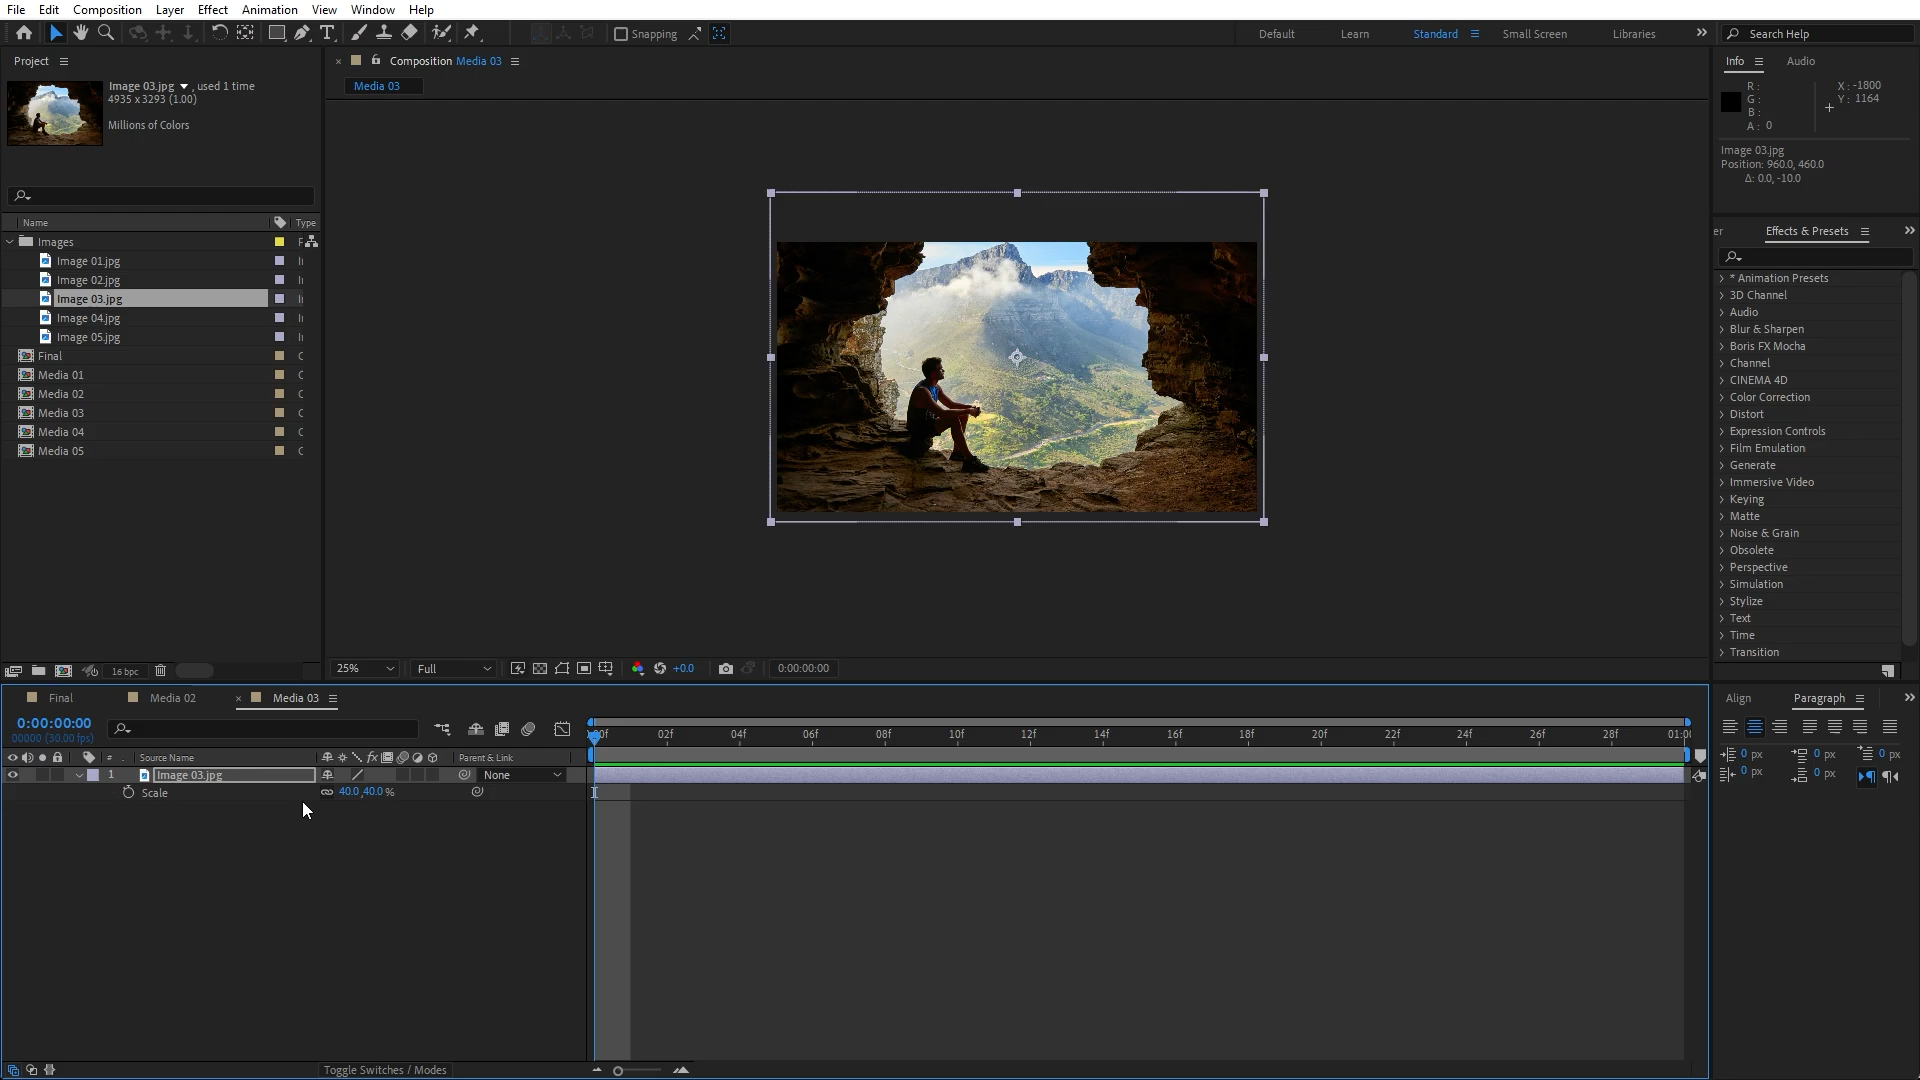 File Edit Composition Layer Effect Animation View Window Help
Snapping
Default Learn Standard Small Screen Libraries
Search Help
Project
Image 03.jpg , used 1 time
4935 x 3293 (1.00)
Millions of Colors
Name Type
Images
Image 01.jpg
Image 02.jpg
Image 03.jpg
Image 04.jpg
Image 05.jpg
Final
Media 01
Media 02
Media 03
Media 04
Media 05
16 bpc
Composition Media 03
Media 03
25% Full +0.0 0:00:00:00
Info Audio
R :
G :
B :
A : 0
X : -1800
Y : 1164
Image 03.jpg
Position: 960.0, 460.0
Δ: 0.0, -10.0
er Effects & Presets
* Animation Presets
3D Channel
Audio
Blur & Sharpen
Boris FX Mocha
Channel
CINEMA 4D
Color Correction
Distort
Expression Controls
Film Emulation
Generate
Immersive Video
Keying
Matte
Noise & Grain
Obsolete
Perspective
Simulation
Stylize
Text
Time
Transition
Final Media 02 Media 03
0:00:00:00
00000 (30.00 fps)
# Source Name Parent & Link
1 Image 03.jpg None
Scale 40.0,40.0 %
:00f 02f 04f 06f 08f 10f 12f 14f 16f 18f 20f 22f 24f 26f 28f 01:00
Toggle Switches / Modes
Align Paragraph
0 px 0 px 0 px
0 px 0 px